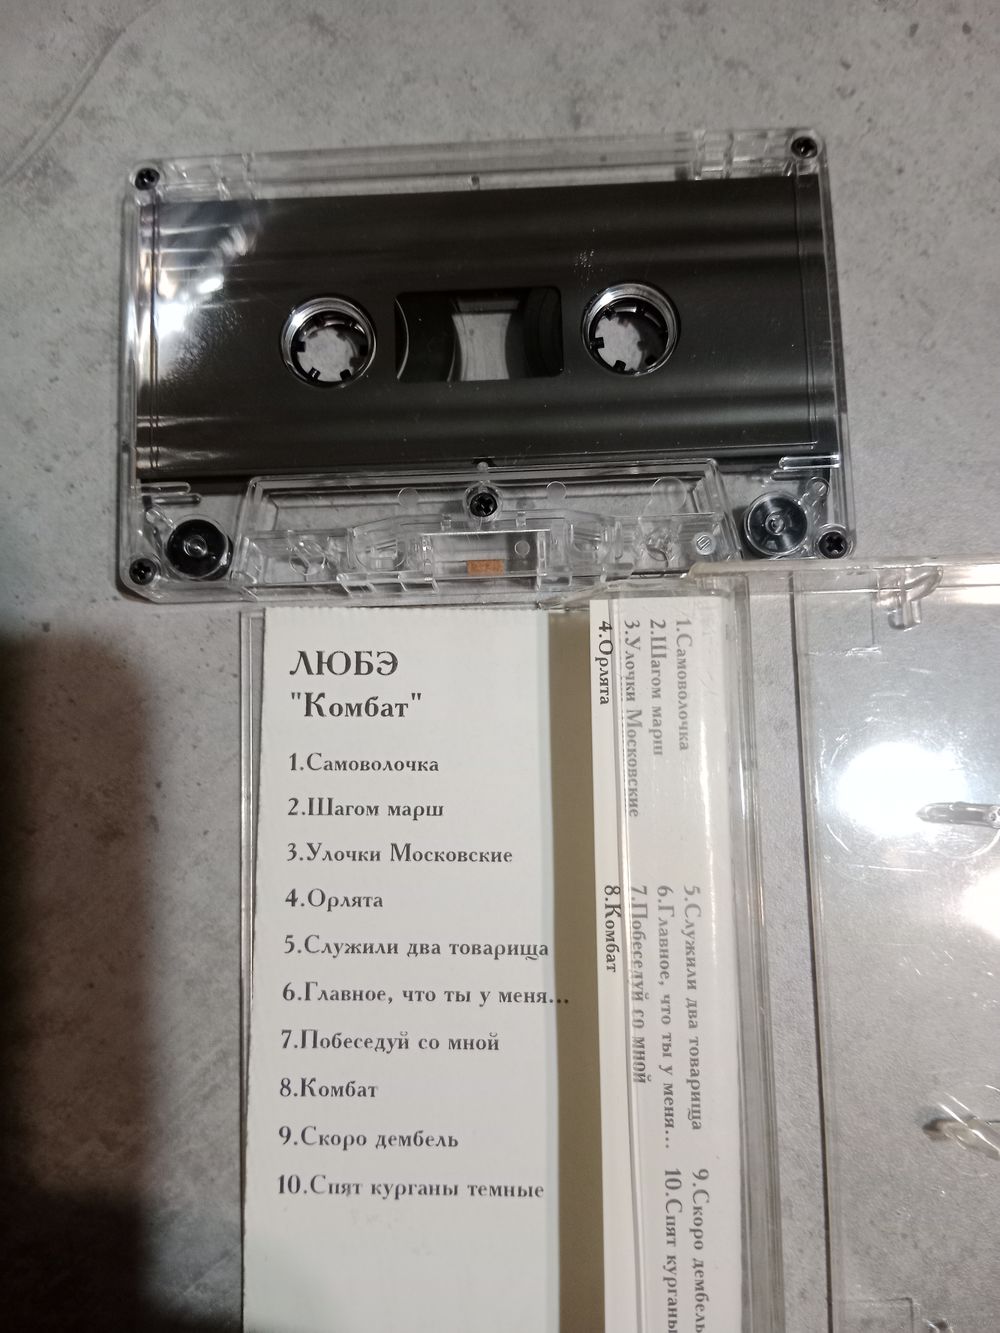 ЛЮБЭ
"Комбат"
1.Самоволочка
2.Шагом марш
3.Улочки Московские
4.Орлята
5.Служили два товарища
6.Главное, что ты у меня...
7.Побеседуй со мной
8.Комбат
9.Скоро дембель
10.Спят курганы темные
1.Самоволочка
2.Шагом марш
3.Улочки Московские
4.Орлята
5.Служили два товарища
6.Главное, что ты у меня...
7.Побеседуй со мной
8.Комбат
9.Скоро дембель
10.Спят курганы